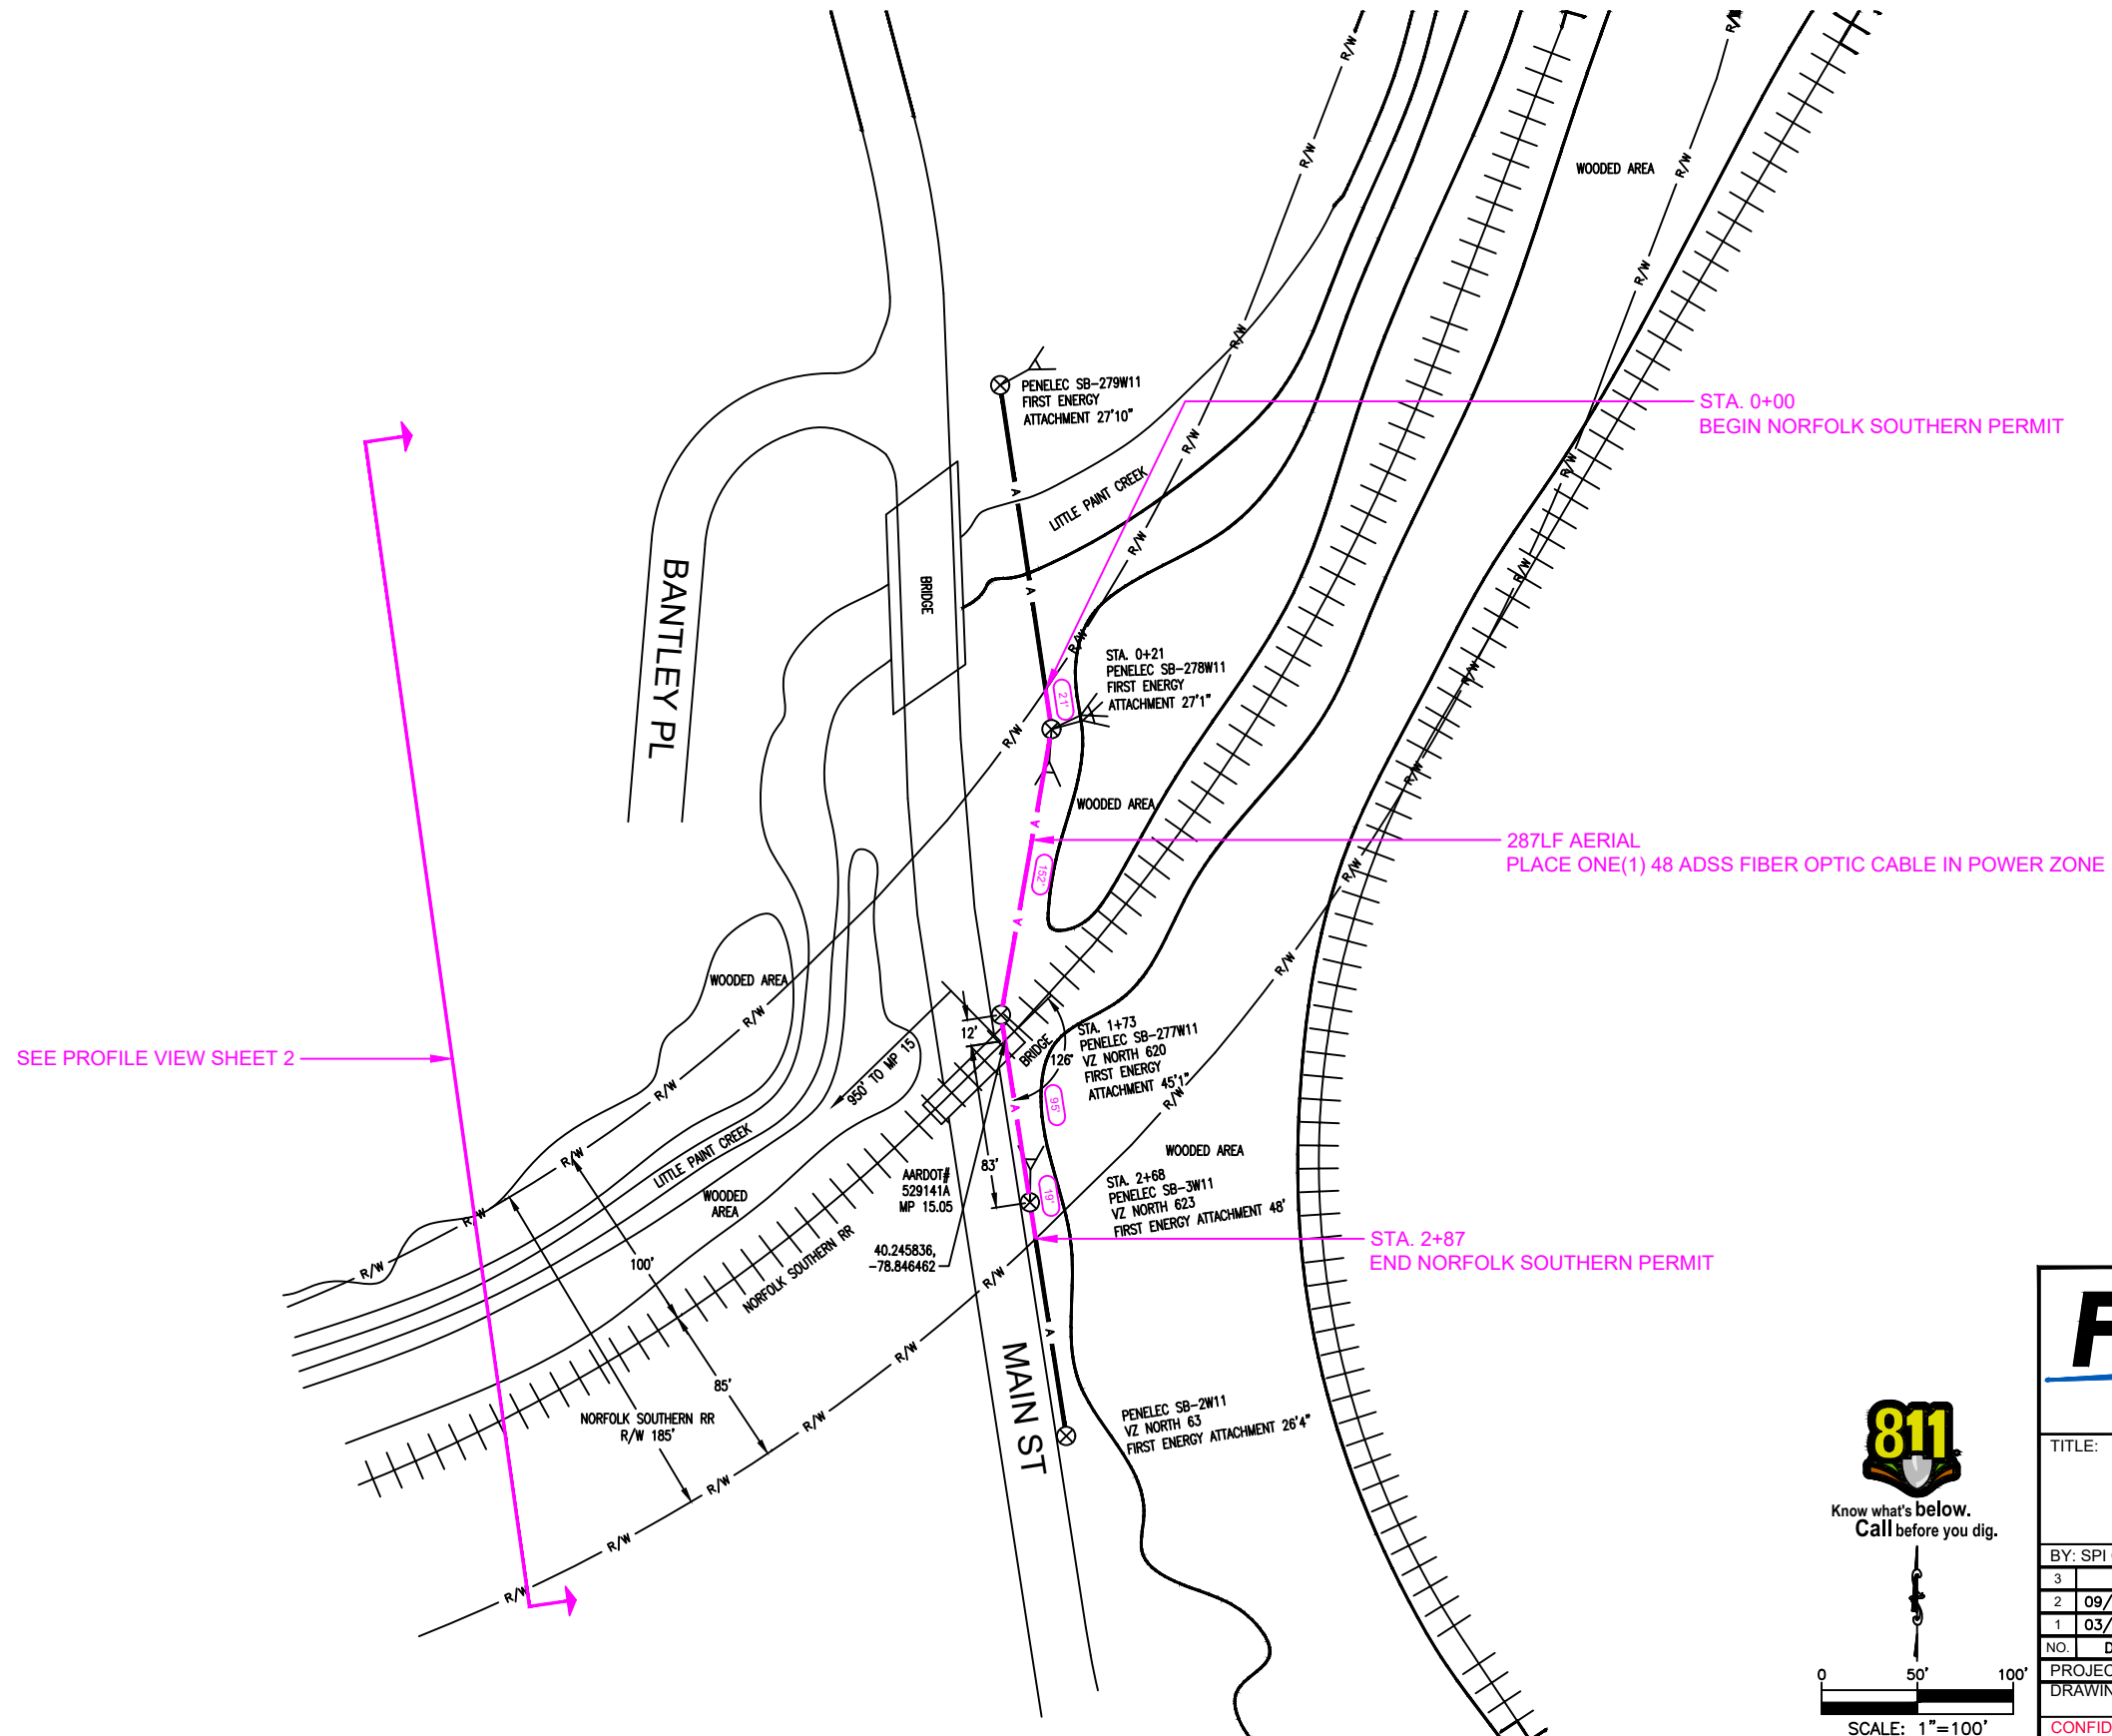 R/W
R/W
R/W
R/W
WOODED AREA
R/W
R/W
R/W
PENELEC SB-279W11
FIRST ENERGY
ATTACHMENT 27'10"
STA. 0+00
BEGIN NORFOLK SOUTHERN PERMIT
R/W
R/W
A
LITTLE PAINT CREEK
R/W
R/W
A
BRIDGE
BANTLEY PL
R/W
STA. 0+21
PENELEC SB-278W11
FIRST ENERGY
ATTACHMENT 27'1"
21'
R/W
R/W
R/W
A
WOODED AREA
287LF AERIAL
PLACE ONE(1) 48 ADSS FIBER OPTIC CABLE IN POWER ZONE
152'
R/W
A
R/W
WOODED AREA
R/W
12'
BRIDGE
126°
STA. 1+73
PENELEC SB-277W11
VZ NORTH 620
FIRST ENERGY
ATTACHMENT 45'1"
SEE PROFILE VIEW SHEET 2
950' TO MP 15
R/W
A
95'
R/W
LITTLE PAINT CREEK
R/W
WOODED AREA
83'
AARDOT#
529141A
MP 15.05
STA. 2+68
PENELEC SB-3W11
VZ NORTH 623
FIRST ENERGY ATTACHMENT 48'
19'
WOODED
AREA
R/W
STA. 2+87
END NORFOLK SOUTHERN PERMIT
40.245836,
-78.846462
R/W
100'
NORFOLK SOUTHERN RR
R/W
A
R/W
MAIN ST
85'
NORFOLK SOUTHERN RR
R/W 185'
R/W
PENELEC SB-2W11
VZ NORTH 63
FIRST ENERGY ATTACHMENT 26'4"
R/W
R/W
R/W
811
Know what's below.
Call before you dig.
0 50' 100'
SCALE: 1"=100'
F
TITLE:
BY: SPI
3
2 09/
1 03/
NO. D
PROJEC
DRAWIN
CONFID